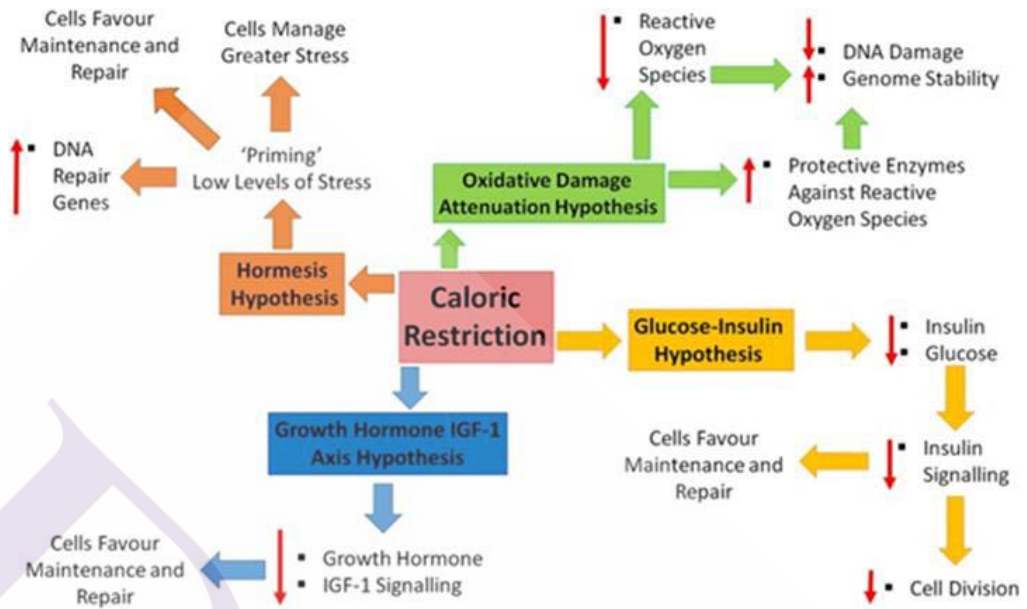 Cells Favour
Maintenance and
Repair
Cells Manage
Greater Stress
DNA
Repair
Genes
‘Priming’
Low Levels of Stress
Hormesis
Hypothesis
Reactive
Oxygen
Species
DNA Damage
Genome Stability
Oxidative Damage
Attenuation Hypothesis
Protective Enzymes
Against Reactive
Oxygen Species
Caloric
Restriction
Glucose-Insulin
Hypothesis
Insulin
Glucose
Growth Hormone IGF-1
Axis Hypothesis
Cells Favour
Maintenance and
Repair
Insulin
Signalling
Cells Favour
Maintenance and
Repair
Growth Hormone
IGF-1 Signalling
Cell Division